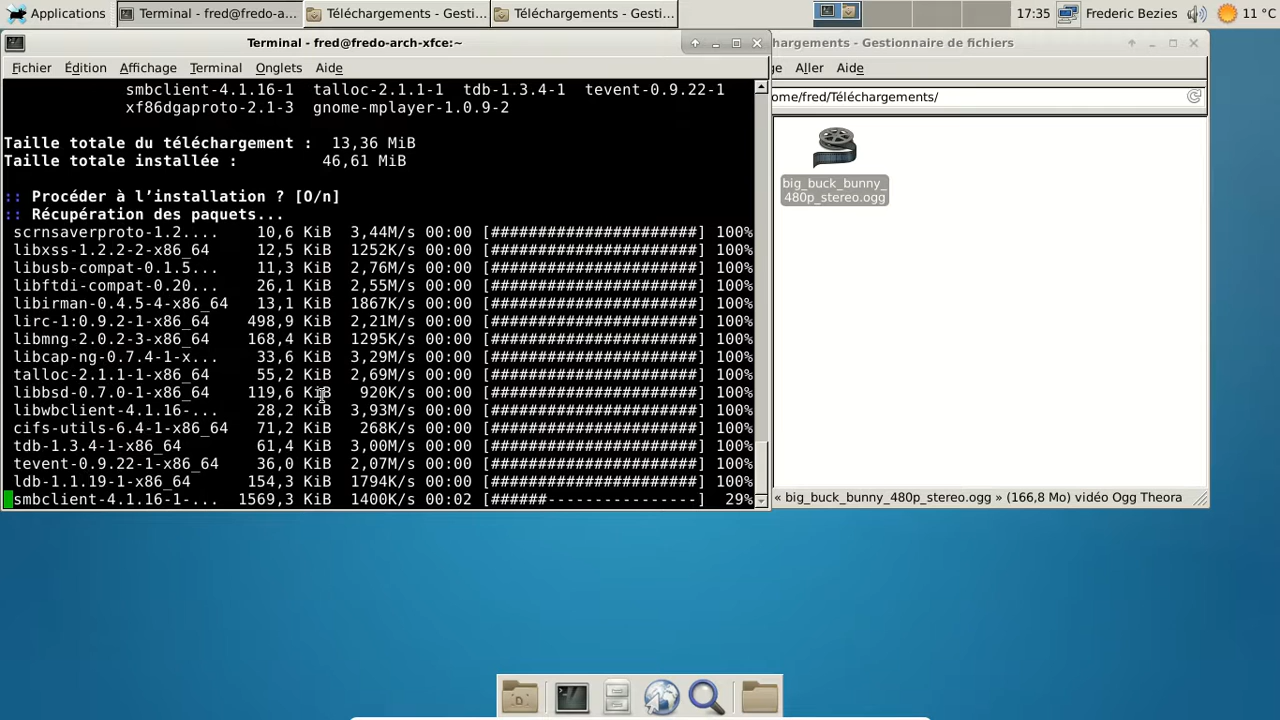 Applications
Terminal - fred@fredo-a...
Téléchargements - Gesti...
Téléchargements - Gesti...
17:35
Frederic Bezies
11 °C
Terminal - fred@fredo-arch-xfce:~
Fichier Édition Affichage Terminal Onglets Aide
smbclient-4.1.16-1 talloc-2.1.1-1 tdb-1.3.4-1 tevent-0.9.22-1
xf86dgaproto-2.1-3 gnome-mplayer-1.0.9-2
Taille totale du téléchargement : 13,36 MiB
Taille totale installée : 46,61 MiB
:: Procéder à l’installation ? [O/n]
:: Récupération des paquets...
scrnsaverproto-1.2.... 10,6 KiB 3,44M/s 00:00 [######################] 100%
libxss-1.2.2-2-x86_64 12,5 KiB 1252K/s 00:00 [######################] 100%
libusb-compat-0.1.5... 11,3 KiB 2,76M/s 00:00 [######################] 100%
libftdi-compat-0.20... 26,1 KiB 2,55M/s 00:00 [######################] 100%
libirman-0.4.5-4-x86_64 13,1 KiB 1867K/s 00:00 [######################] 100%
lirc-1:0.9.2-1-x86_64 498,9 KiB 2,21M/s 00:00 [######################] 100%
libmng-2.0.2-3-x86_64 168,4 KiB 1295K/s 00:00 [######################] 100%
libcap-ng-0.7.4-1-x... 33,6 KiB 3,29M/s 00:00 [######################] 100%
talloc-2.1.1-1-x86_64 55,2 KiB 2,69M/s 00:00 [######################] 100%
libbsd-0.7.0-1-x86_64 119,6 KiB 920K/s 00:00 [######################] 100%
libwbclient-4.1.16-... 28,2 KiB 3,93M/s 00:00 [######################] 100%
cifs-utils-6.4-1-x86_64 71,2 KiB 268K/s 00:00 [######################] 100%
tdb-1.3.4-1-x86_64 61,4 KiB 3,00M/s 00:00 [######################] 100%
tevent-0.9.22-1-x86_64 36,0 KiB 2,07M/s 00:00 [######################] 100%
ldb-1.1.19-1-x86_64 154,3 KiB 1794K/s 00:00 [######################] 100%
smbclient-4.1.16-1-... 1569,3 KiB 1400K/s 00:02 [######----------------] 29%
hargements - Gestionnaire de fichiers
ge Aller Aide
ome/fred/Téléchargements/
big_buck_bunny_
480p_stereo.ogg
« big_buck_bunny_480p_stereo.ogg » (166,8 Mo) vidéo Ogg Theora
D